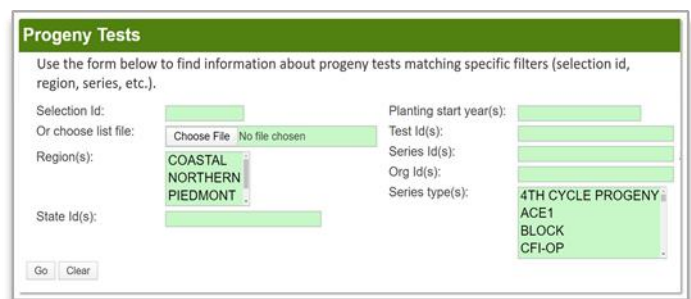 Progeny Tests
Use the form below to find information about progeny tests matching specific filters (selection id,
region, series, etc.).
Selection Id:
Or choose list file:
Choose File No file chosen
Region(s):
COASTAL
NORTHERN
PIEDMONT
State Id(s):
Planting start year(s):
Test Id(s):
Series Id(s):
Org Id(s):
Series type(s):
4TH CYCLE PROGENY
ACE1
BLOCK
CFI-OP
Go Clear